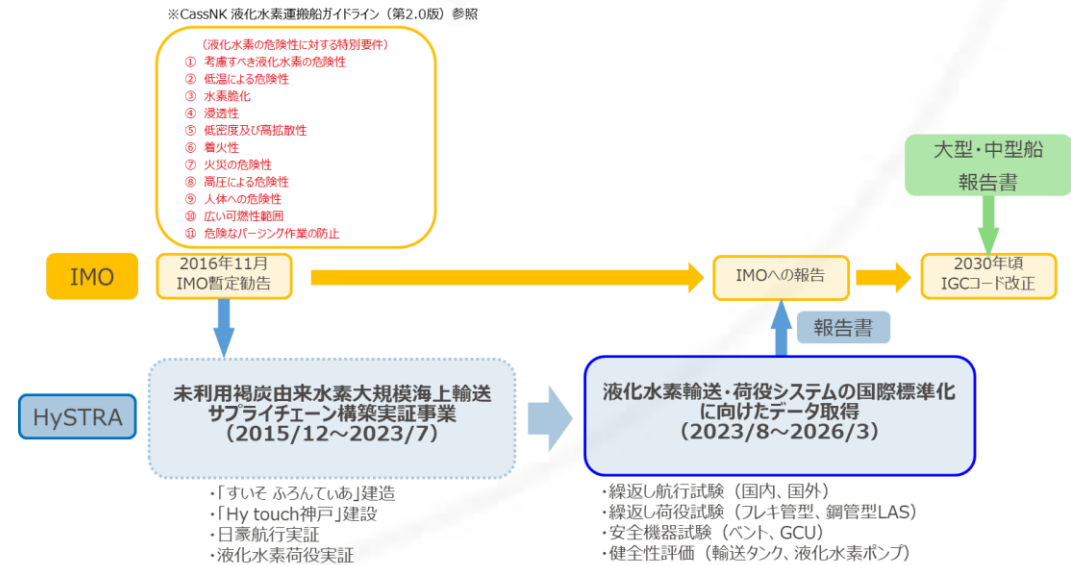 ※CassNK 液化水素運搬船ガイドライン（第2.0版）参照
（液化水素の危険性に対する特別要件）
① 考慮すべき液化水素の危険性
② 低温による危険性
③ 水素脆化
④ 浸透性
⑤ 低密度及び高拡散性
⑥ 着火性
⑦ 火災の危険性
⑧ 高圧による危険性
⑨ 人体への危険性
⑩ 広い可燃性範囲
⑪ 危険なパージング作業の防止
大型・中型船
報告書
IMO
2016年11月
IMO暫定勧告
IMOへの報告
2030年頃
IGCコード改正
報告書
HySTRA
未利用褐炭由来水素大規模海上輸送
サプライチェーン構築実証事業
（2015/12～2023/7）
液化水素輸送・荷役システムの国際標準化
に向けたデータ取得
（2023/8～2026/3）
・「すいそ ふろんてぃあ」建造
・「Hy touch神戸」建設
・日豪航行実証
・液化水素荷役実証
・繰返し航行試験（国内、国外）
・繰返し荷役試験（フレキ管型、鋼管型LAS）
・安全機器試験（ベント、GCU）
・健全性評価（輸送タンク、液化水素ポンプ）